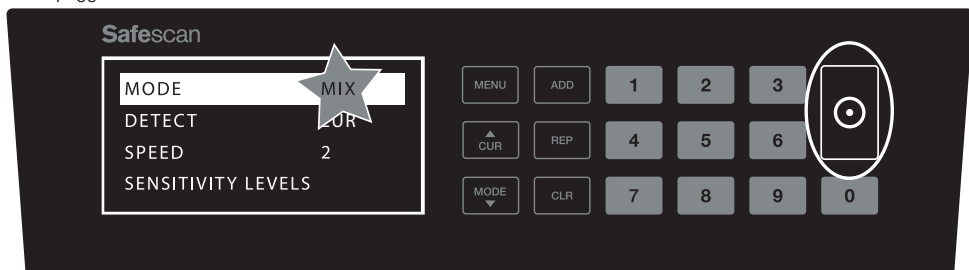 Safescan
MODE MIX
DETECT EUR
SPEED 2
SENSITIVITY LEVELS
MENU ADD 1 2 3
CUR REP 4 5 6
MODE CLR 7 8 9 0